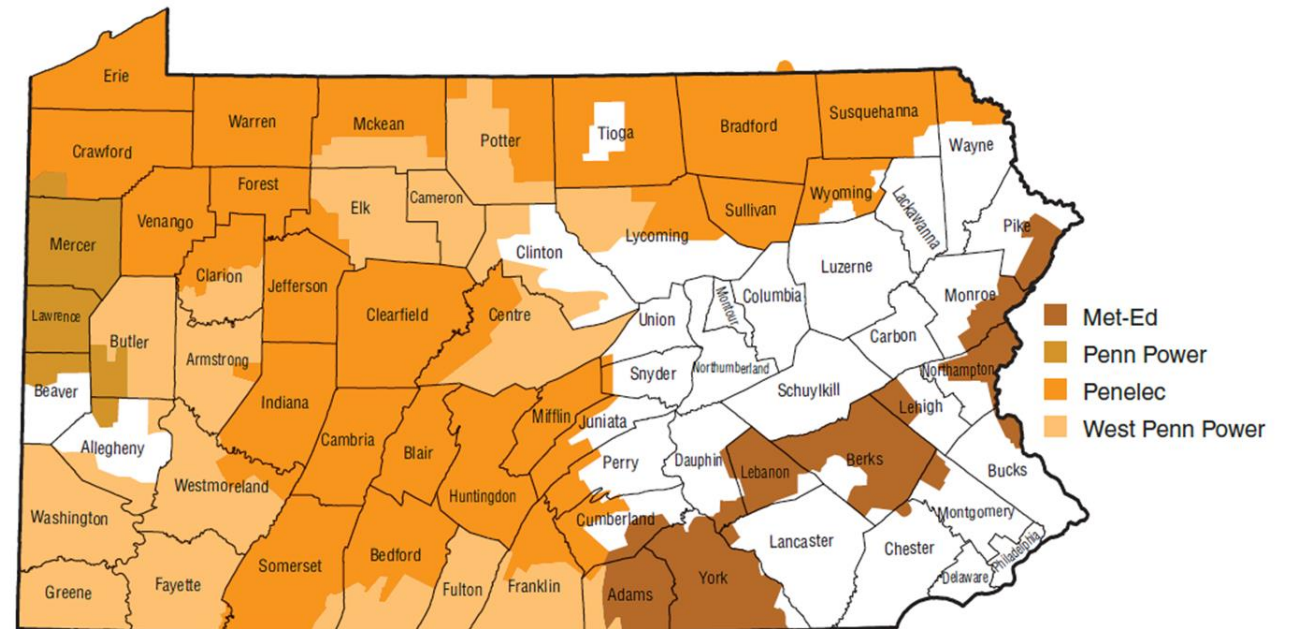 Erie
Warren
Mckean
Potter
Tioga
Bradford
Susquehanna
Wayne
Crawford
Forest
Elk
Cameron
Wyoming
Lackawanna
Venango
Sullivan
Lycoming
Pike
Mercer
Clinton
Luzerne
Clarion
Jefferson
Monroe
Columbia
Montour
Lawrence
Clearfield
Centre
Union
Carbon
Butler
Armstrong
Snyder
Northumberland
Northampton
Beaver
Schuylkill
Indiana
Mifflin
Juniata
Lehigh
Allegheny
Cambria
Blair
Perry
Dauphin
Lebanon
Berks
Bucks
Westmoreland
Huntingdon
Washington
Cumberland
Montgomery
Philadelphia
Lancaster
Chester
Somerset
Bedford
Delaware
Greene
Fayette
Fulton
Franklin
Adams
York
Met-Ed
Penn Power
Penelec
West Penn Power